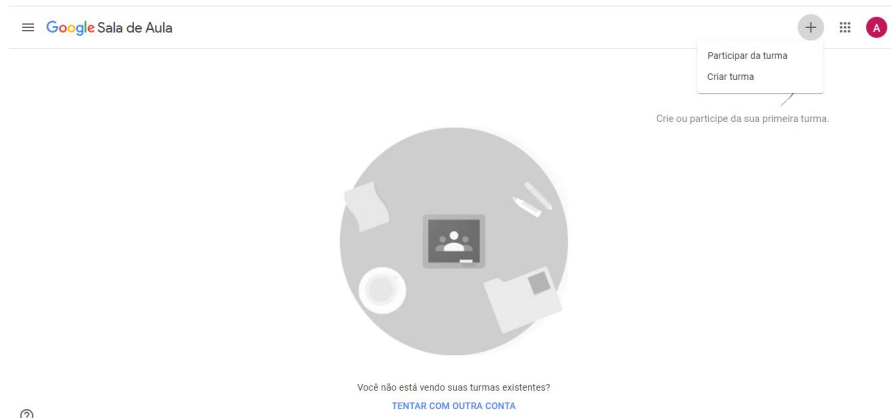 Google Sala de Aula
A
Participar da turma
Criar turma
Crie ou participe da sua primeira turma.
Você não está vendo suas turmas existentes?
TENTAR COM OUTRA CONTA